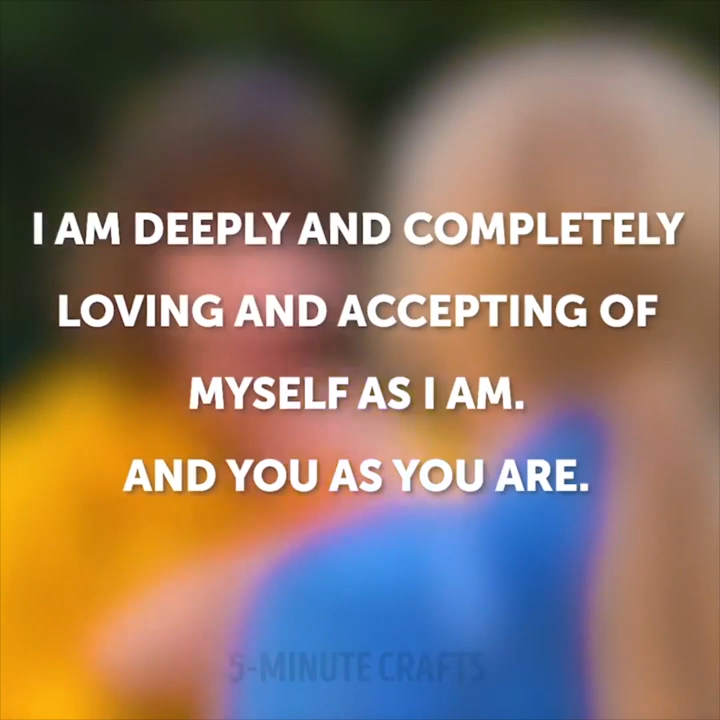 I AM DEEPLY AND COMPLETELY
LOVING AND ACCEPTING OF
MYSELF AS I AM.
AND YOU AS YOU ARE.
5-MINUTE CRAFTS